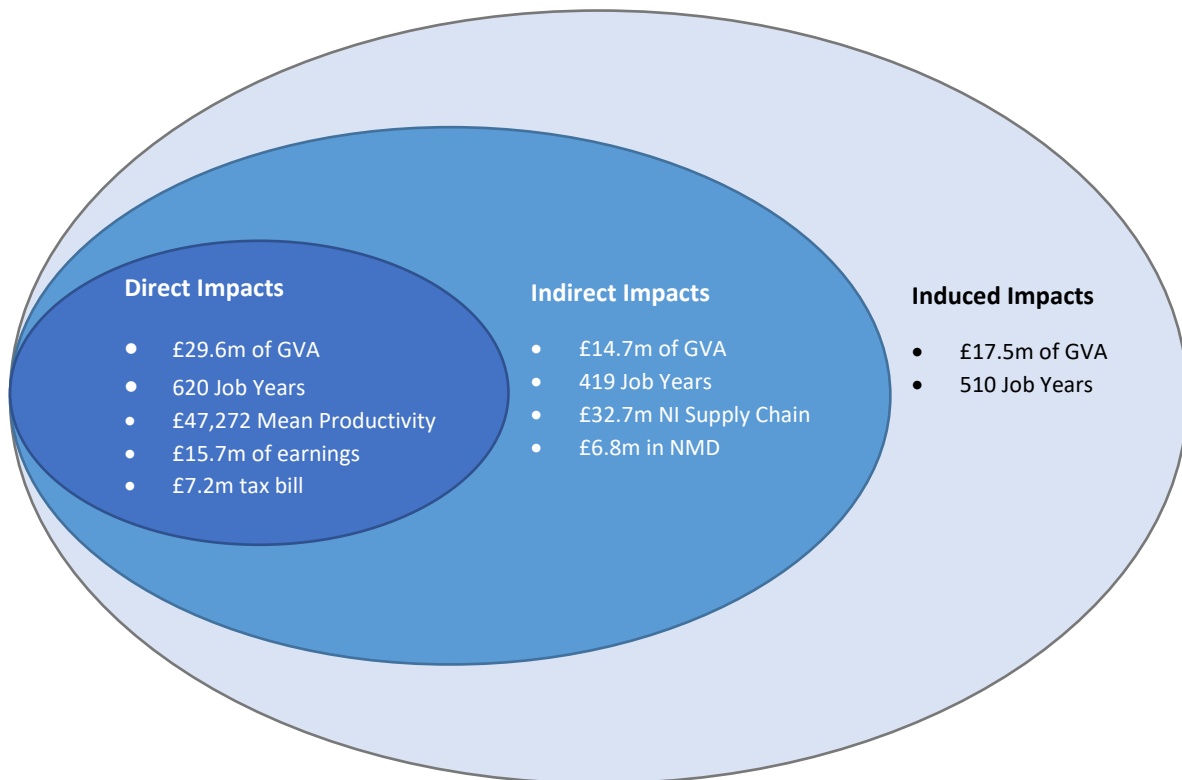 Direct Impacts
• £29.6m of GVA
• 620 Job Years
• £47,272 Mean Productivity
• £15.7m of earnings
• £7.2m tax bill
Indirect Impacts
• £14.7m of GVA
• 419 Job Years
• £32.7m NI Supply Chain
• £6.8m in NMD
Induced Impacts
• £17.5m of GVA
• 510 Job Years